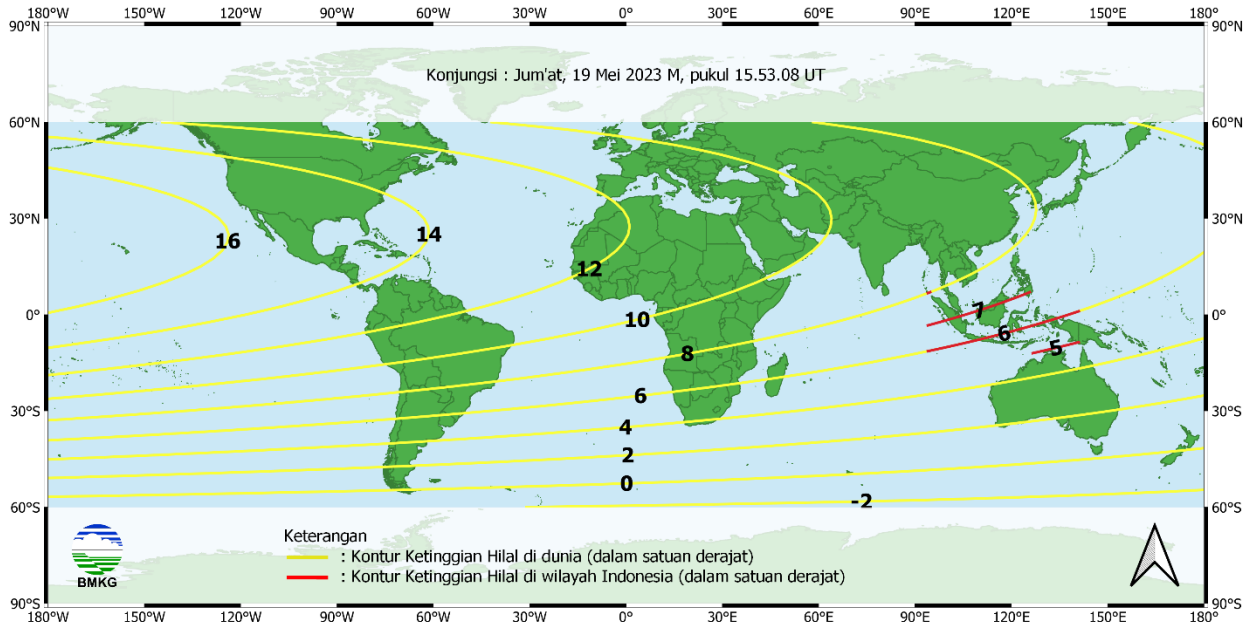 180° 150°W 120°W 90°W 60°W 30°W 0° 30°E 60°E 90°E 120°E 150°E 180°
90°N 90°N
Konjungsi : Jum'at, 19 Mei 2023 M, pukul 15.53.08 UT
60°N 60°N
30°N 30°N
16 14 12
0° 10 7 0°
6
8 5
30°S 6 30°S
4
2
0
60°S -2 60°S
Keterangan
: Kontur Ketinggian Hilal di dunia (dalam satuan derajat)
: Kontur Ketinggian Hilal di wilayah Indonesia (dalam satuan derajat)
BMKG
90°S 90°S
180° 150°W 120°W 90°W 60°W 30°W 0° 30°E 60°E 90°E 120°E 150°E 180°